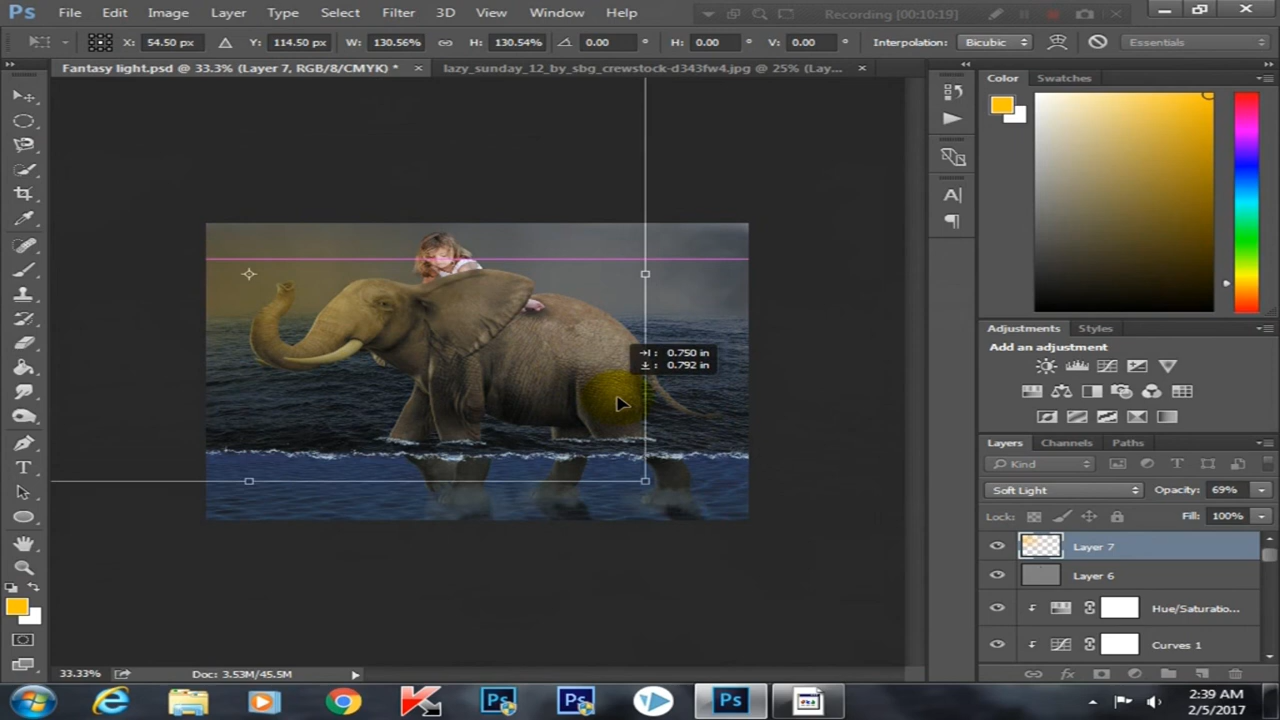 Ps File Edit Image Layer Type Select Filter 3D View Window Help Recording [00:10:19]
X: 54.50 px Y: 114.50 px W: 130.56% H: 130.54% 0.00 ° H: 0.00 ° V: 0.00 ° Interpolation: Bicubic Essentials
Fantasy light.psd @ 33.3% (Layer 7, RGB/8/CMYK) * × lazy_sunday_12_by_sbg_crewstock-d343fw4.jpg @ 25% (Lay... ×
Color Swatches
Adjustments Styles
Add an adjustment
0.750 in
0.792 in
Layers Channels Paths
Kind
Soft Light Opacity: 69%
Lock: Fill: 100%
Layer 7
Layer 6
Hue/Saturatio...
Curves 1
33.33% Doc: 3.53M/45.5M
2:39 AM
2/5/2017